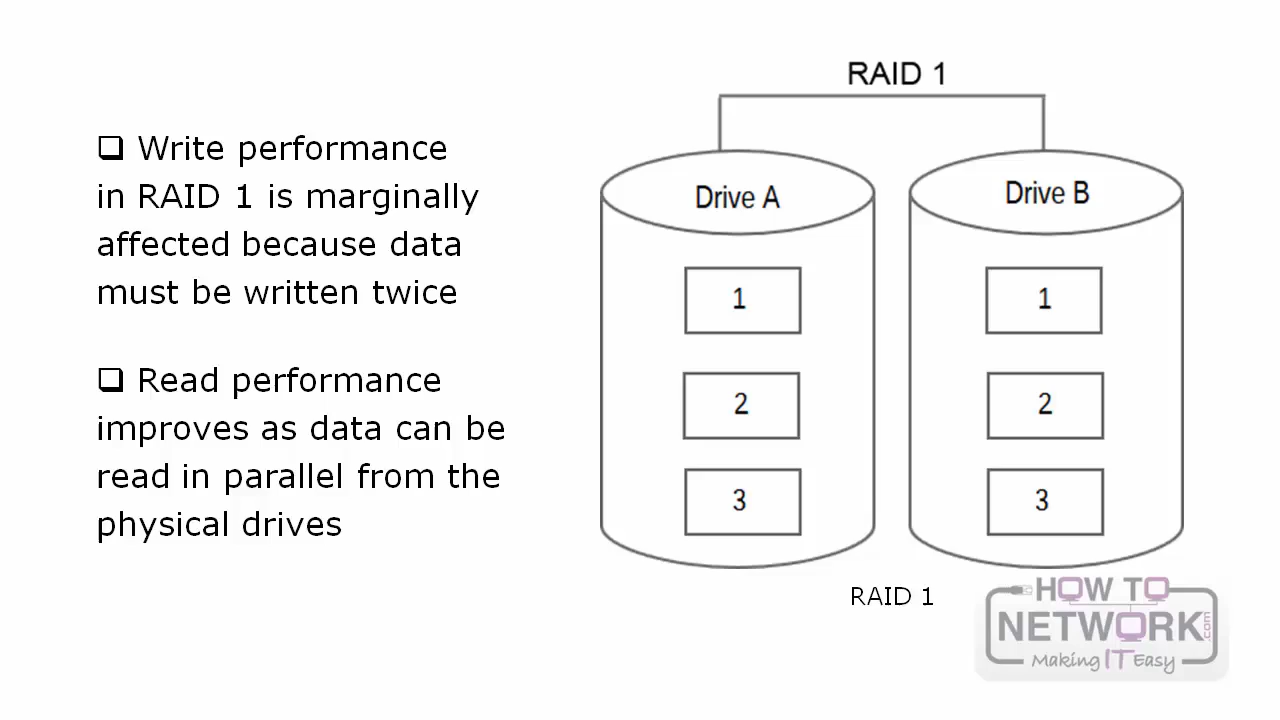 ❑ Write performance
in RAID 1 is marginally
affected because data
must be written twice
❑ Read performance
improves as data can be
read in parallel from the
physical drives
RAID 1
Drive A
Drive B
1
1
2
2
3
3
RAID 1
HOW TO
NETWORK.com
Making IT Easy